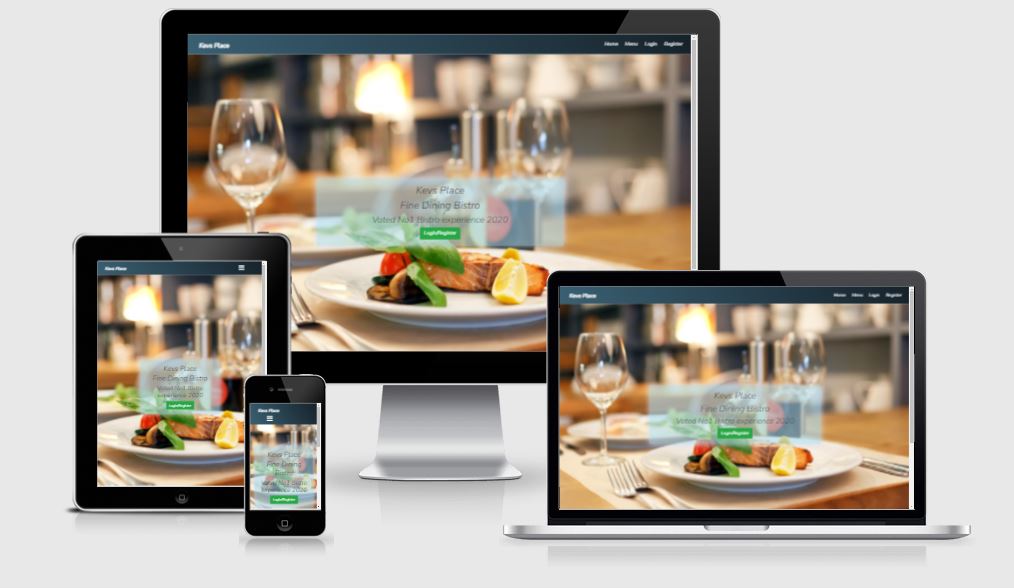 Kevs Place
Home Menu Login Register
Kevs Place
Fine Dining Bistro
Voted No1 Bistro experience 2020
Login/Register
Kevs Place
Kevs Place
Fine Dining Bistro
Voted No1 Bistro
experience 2020
Login/Register
Kevs Place
Kevs Place
Fine Dining
Bistro
Voted No1 Bistro
experience 2020
Login/Register
Kevs Place
Home Menu Login Register
Kevs Place
Fine Dining Bistro
Voted No1 Bistro experience 2020
Login/Register